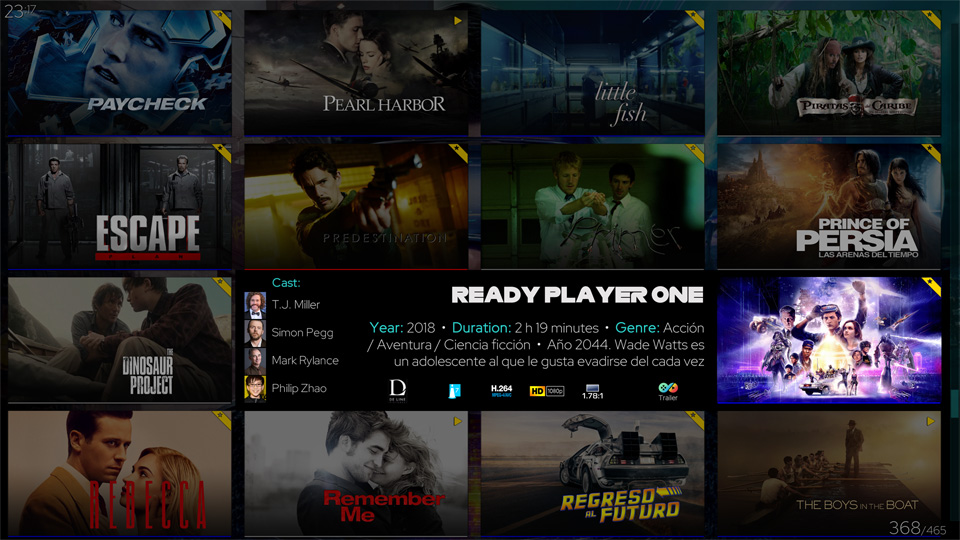 23:17
PAYCHECK
PEARL HARBOR
little
fish
PIRATAS DEL CARIBE
ESCAPE
PLAN
PREDESTINATION
Primer
PRINCE OF
PERSIA
LAS ARENAS DEL TIEMPO
THE
DINOSAUR
PROJECT
Cast:
T.J. Miller
Simon Pegg
Mark Rylance
Philip Zhao
READY PLAYER ONE
Year: 2018 • Duration: 2 h 19 minutes • Genre: Acción
/ Aventura / Ciencia ficción • Año 2044. Wade Watts es
un adolescente al que le gusta evadirse del cada vez
D
DE LINE
7
H.264
MPEG-4/AVC
HD 1080p
1.78:1
Trailer
REBECCA
Remember
Me
REGRESO
AL FUTURO
THE BOYS IN THE BOAT
368/465